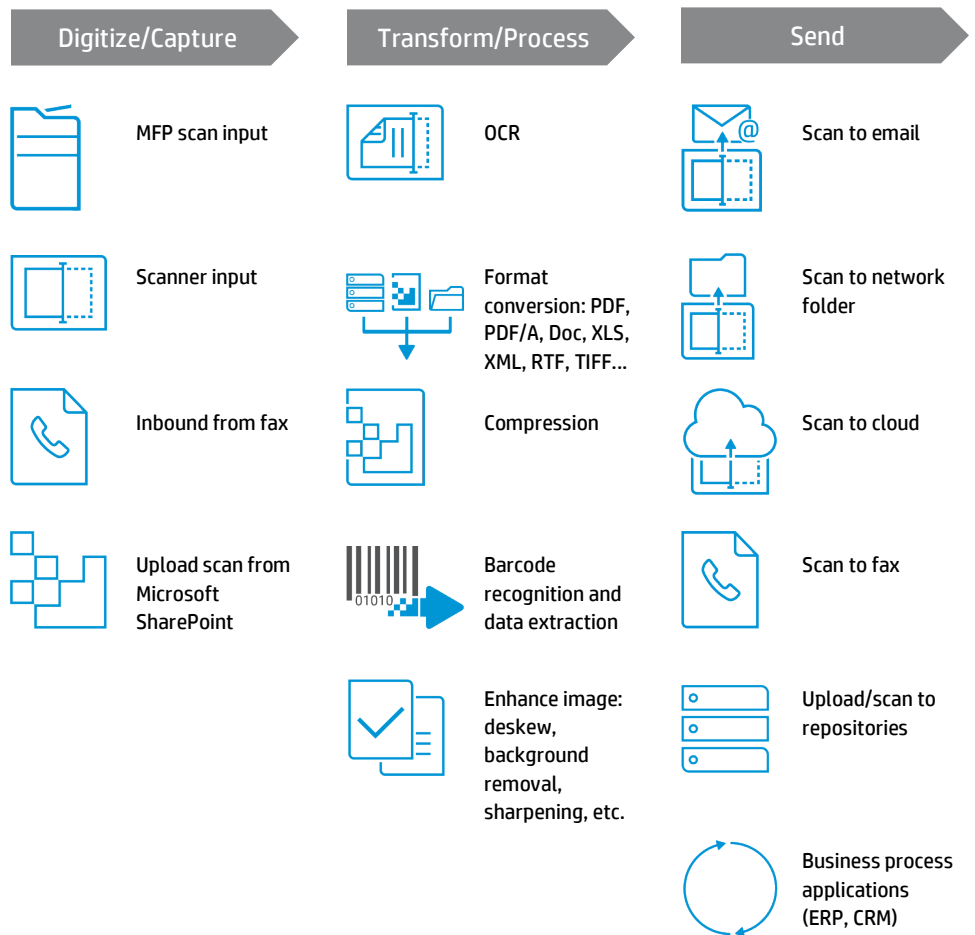 Digitize/Capture
MFP scan input
Scanner input
Inbound from fax
Upload scan from
Microsoft
SharePoint
Transform/Process
OCR
Format
conversion: PDF,
PDF/A, Doc, XLS,
XML, RTF, TIFF...
Compression
01010
Barcode
recognition and
data extraction
Enhance image:
deskew,
background
removal,
sharpening, etc.
Send
@
Scan to email
Scan to network
folder
Scan to cloud
Scan to fax
Upload/scan to
repositories
Business process
applications
(ERP, CRM)